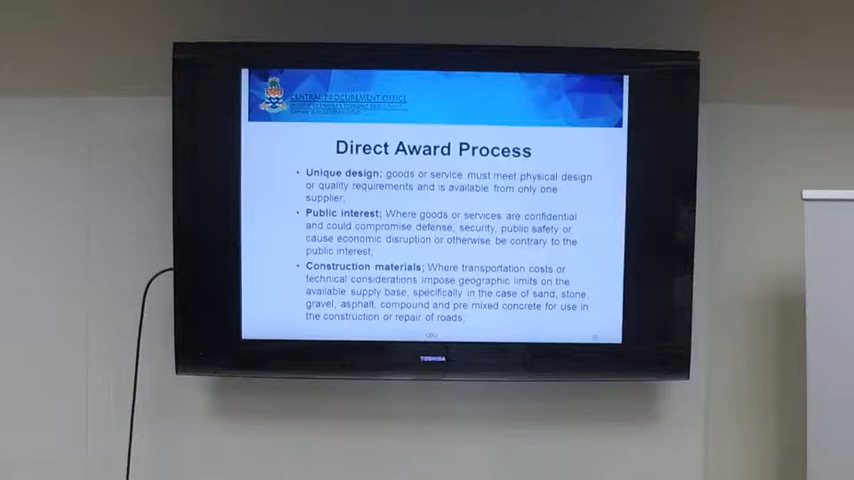 CENTRAL PROCUREMENT OFFICE
Direct Award Process
• Unique design; goods or service must meet physical design
or quality requirements and is available from only one
supplier;
• Public interest; Where goods or services are confidential
and could compromise defense, security, public safety or
cause economic disruption or otherwise be contrary to the
public interest;
• Construction materials; Where transportation costs or
technical considerations impose geographic limits on the
available supply base, specifically in the case of sand, stone,
gravel, asphalt, compound and pre mixed concrete for use in
the construction or repair of roads;
CPO
TOSHIBA